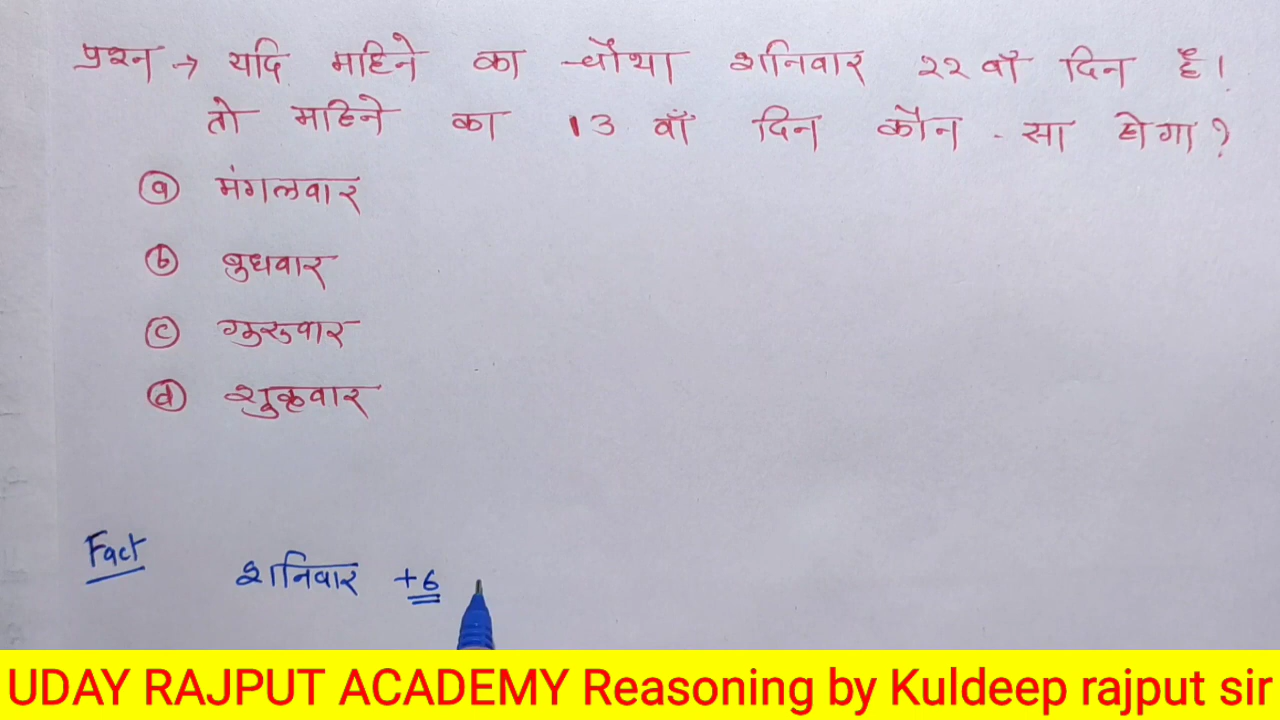 प्रश्न → यदि महिने का चौथा शनिवार २२ वाँ दिन है।
तो महिने का 13 वाँ दिन कौन - सा होगा ?
ⓐ मंगलवार
ⓑ बुधवार
ⓒ गुरुवार
ⓓ शुक्रवार
Fact शनिवार +6
UDAY RAJPUT ACADEMY Reasoning by Kuldeep rajput sir